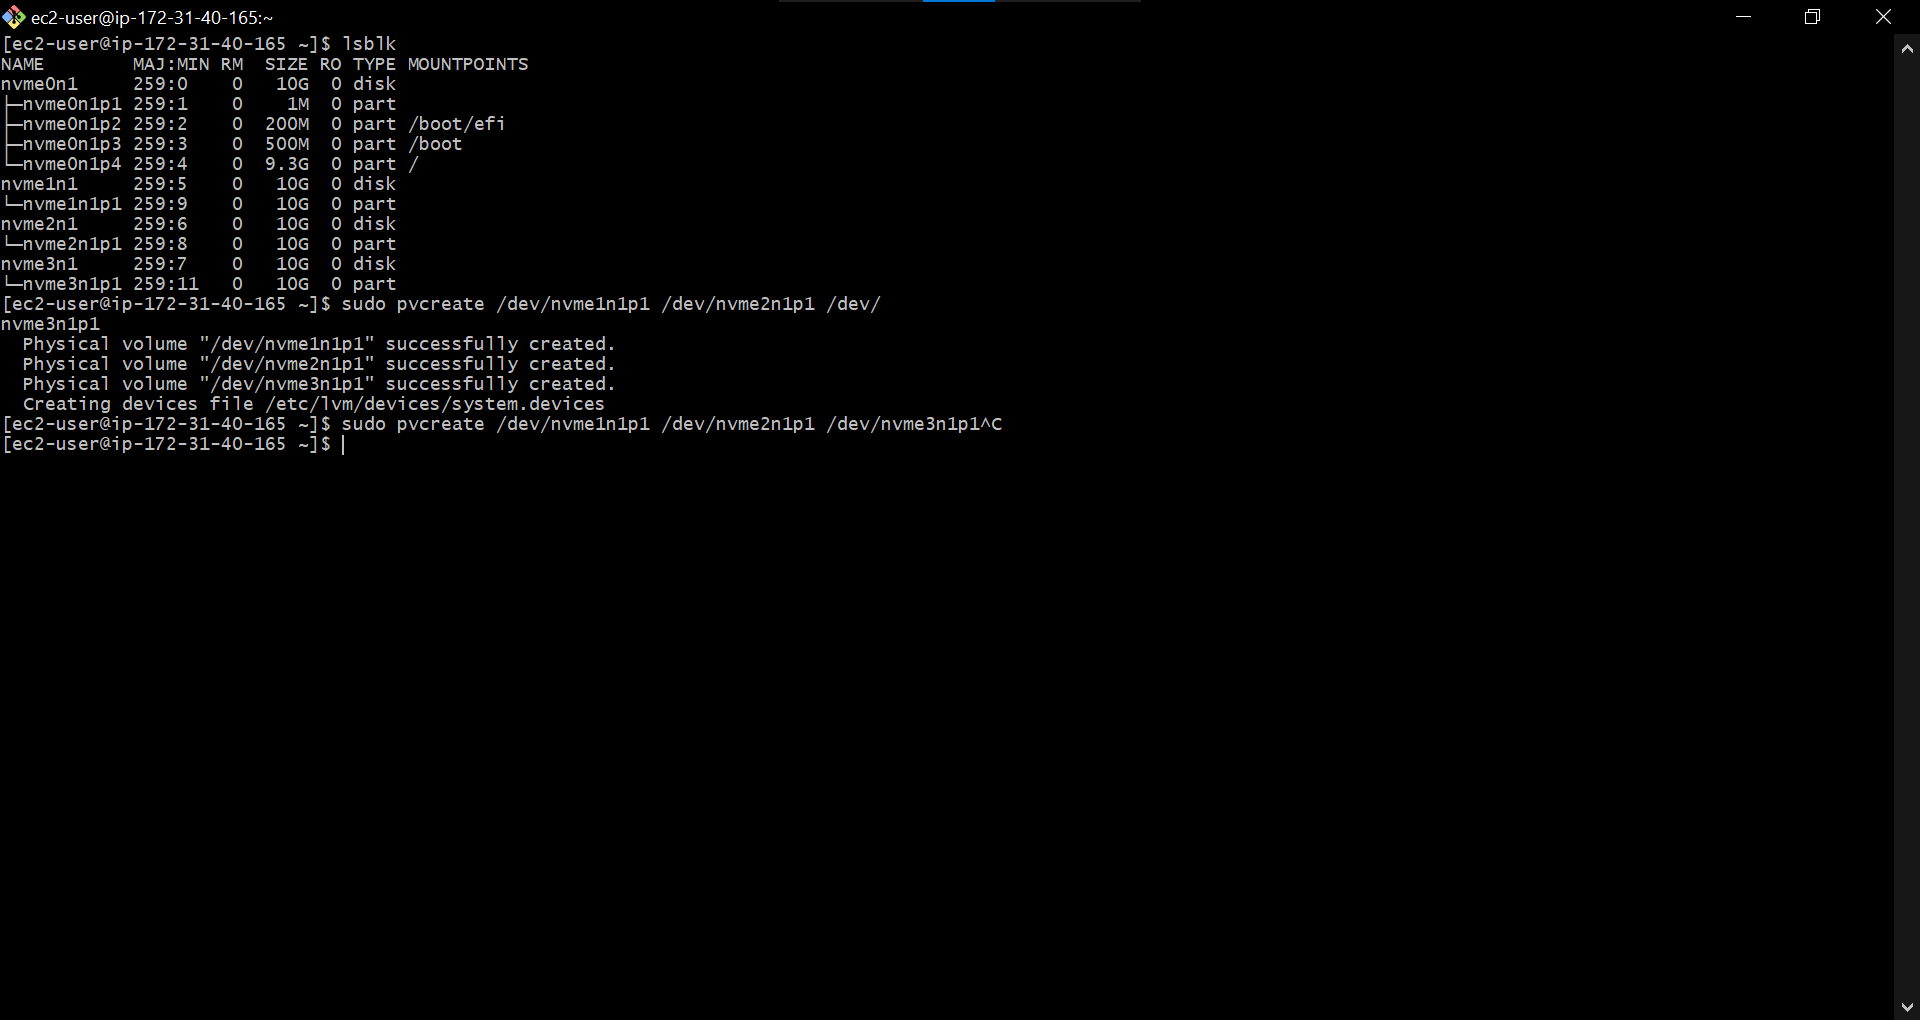 ec2-user@ip-172-31-40-165:~
[ec2-user@ip-172-31-40-165 ~]$ lsblk
NAME        MAJ:MIN RM  SIZE RO TYPE MOUNTPOINTS
nvme0n1     259:0    0   10G  0 disk
├─nvme0n1p1 259:1    0    1M  0 part
├─nvme0n1p2 259:2    0  200M  0 part /boot/efi
├─nvme0n1p3 259:3    0  500M  0 part /boot
└─nvme0n1p4 259:4    0  9.3G  0 part /
nvme1n1     259:5    0   10G  0 disk
└─nvme1n1p1 259:9    0   10G  0 part
nvme2n1     259:6    0   10G  0 disk
└─nvme2n1p1 259:8    0   10G  0 part
nvme3n1     259:7    0   10G  0 disk
└─nvme3n1p1 259:11   0   10G  0 part
[ec2-user@ip-172-31-40-165 ~]$ sudo pvcreate /dev/nvme1n1p1 /dev/nvme2n1p1 /dev/
nvme3n1p1
  Physical volume "/dev/nvme1n1p1" successfully created.
  Physical volume "/dev/nvme2n1p1" successfully created.
  Physical volume "/dev/nvme3n1p1" successfully created.
  Creating devices file /etc/lvm/devices/system.devices
[ec2-user@ip-172-31-40-165 ~]$ sudo pvcreate /dev/nvme1n1p1 /dev/nvme2n1p1 /dev/nvme3n1p1^C
[ec2-user@ip-172-31-40-165 ~]$